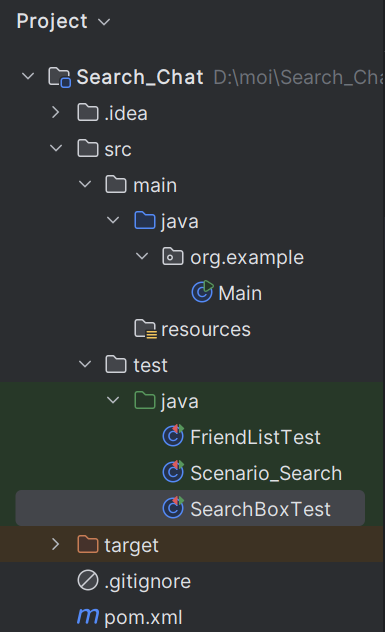 Project
Search_Chat D:\moi\Search_Cha
.idea
src
main
java
org.example
Main
resources
test
java
FriendListTest
Scenario_Search
SearchBoxTest
target
.gitignore
pom.xml